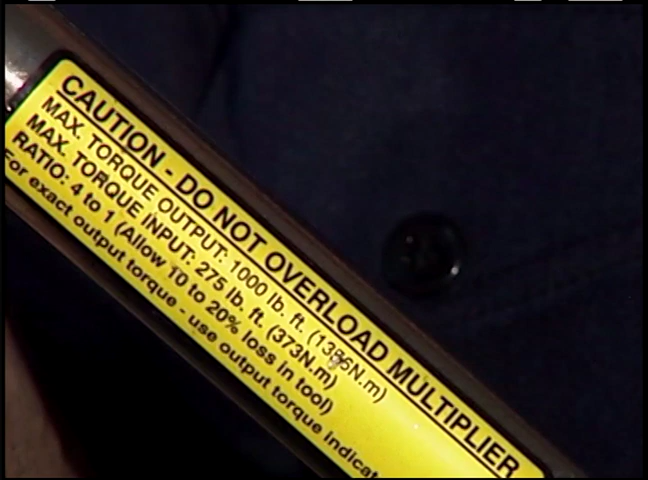 CAUTION - DO NOT OVERLOAD MULTIPLIER
MAX. TORQUE OUTPUT: 1000 lb. ft. (1356N.m)
MAX. TORQUE INPUT: 275 lb. ft. (373N.m)
RATIO: 4 to 1 (Allow 10 to 20% loss in tool)
For exact output torque - use output torque indicat